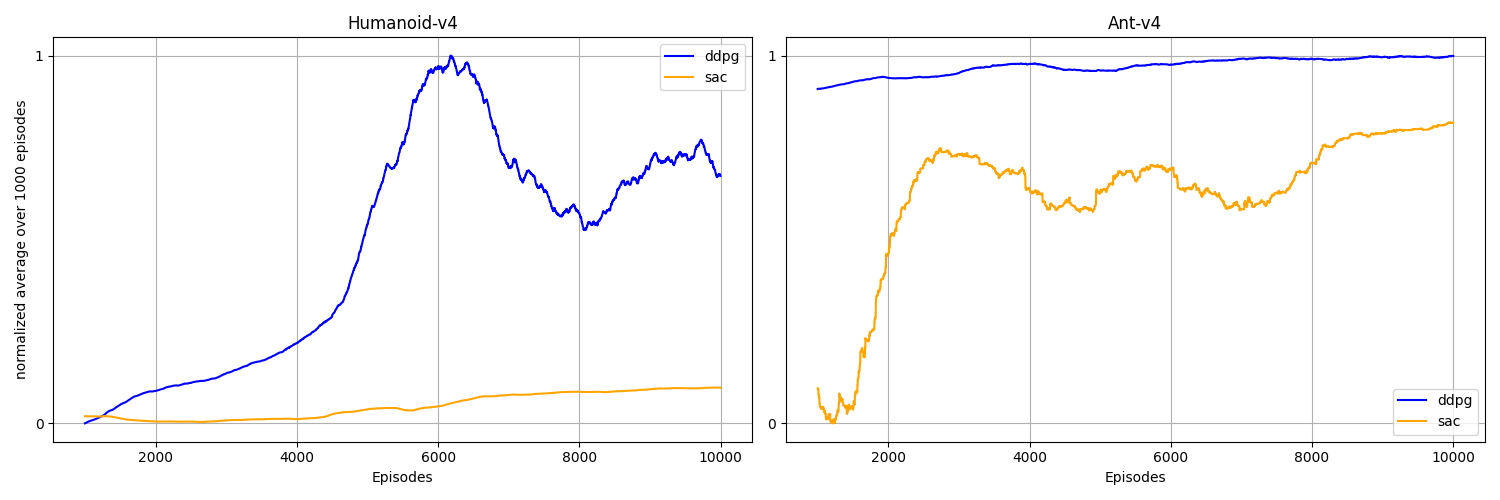 Humanoid-v4
normalized average over 1000 episodes
1
0
ddpg
sac
2000
4000
6000
8000
10000
Episodes
Ant-v4
1
0
ddpg
sac
2000
4000
6000
8000
10000
Episodes